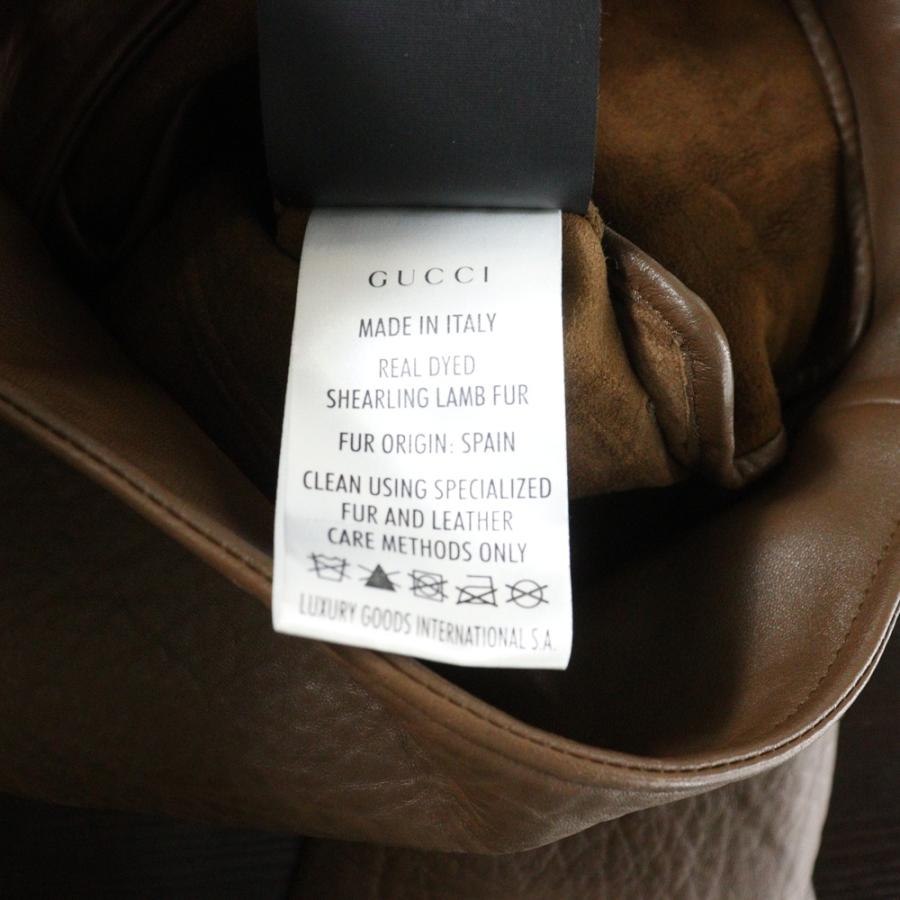 GUCCI
MADE IN ITALY
REAL DYED
SHEARLING LAMB FUR
FUR ORIGIN: SPAIN
CLEAN USING SPECIALIZED
FUR AND LEATHER
CARE METHODS ONLY
LUXURY GOODS INTERNATIONAL S.A.